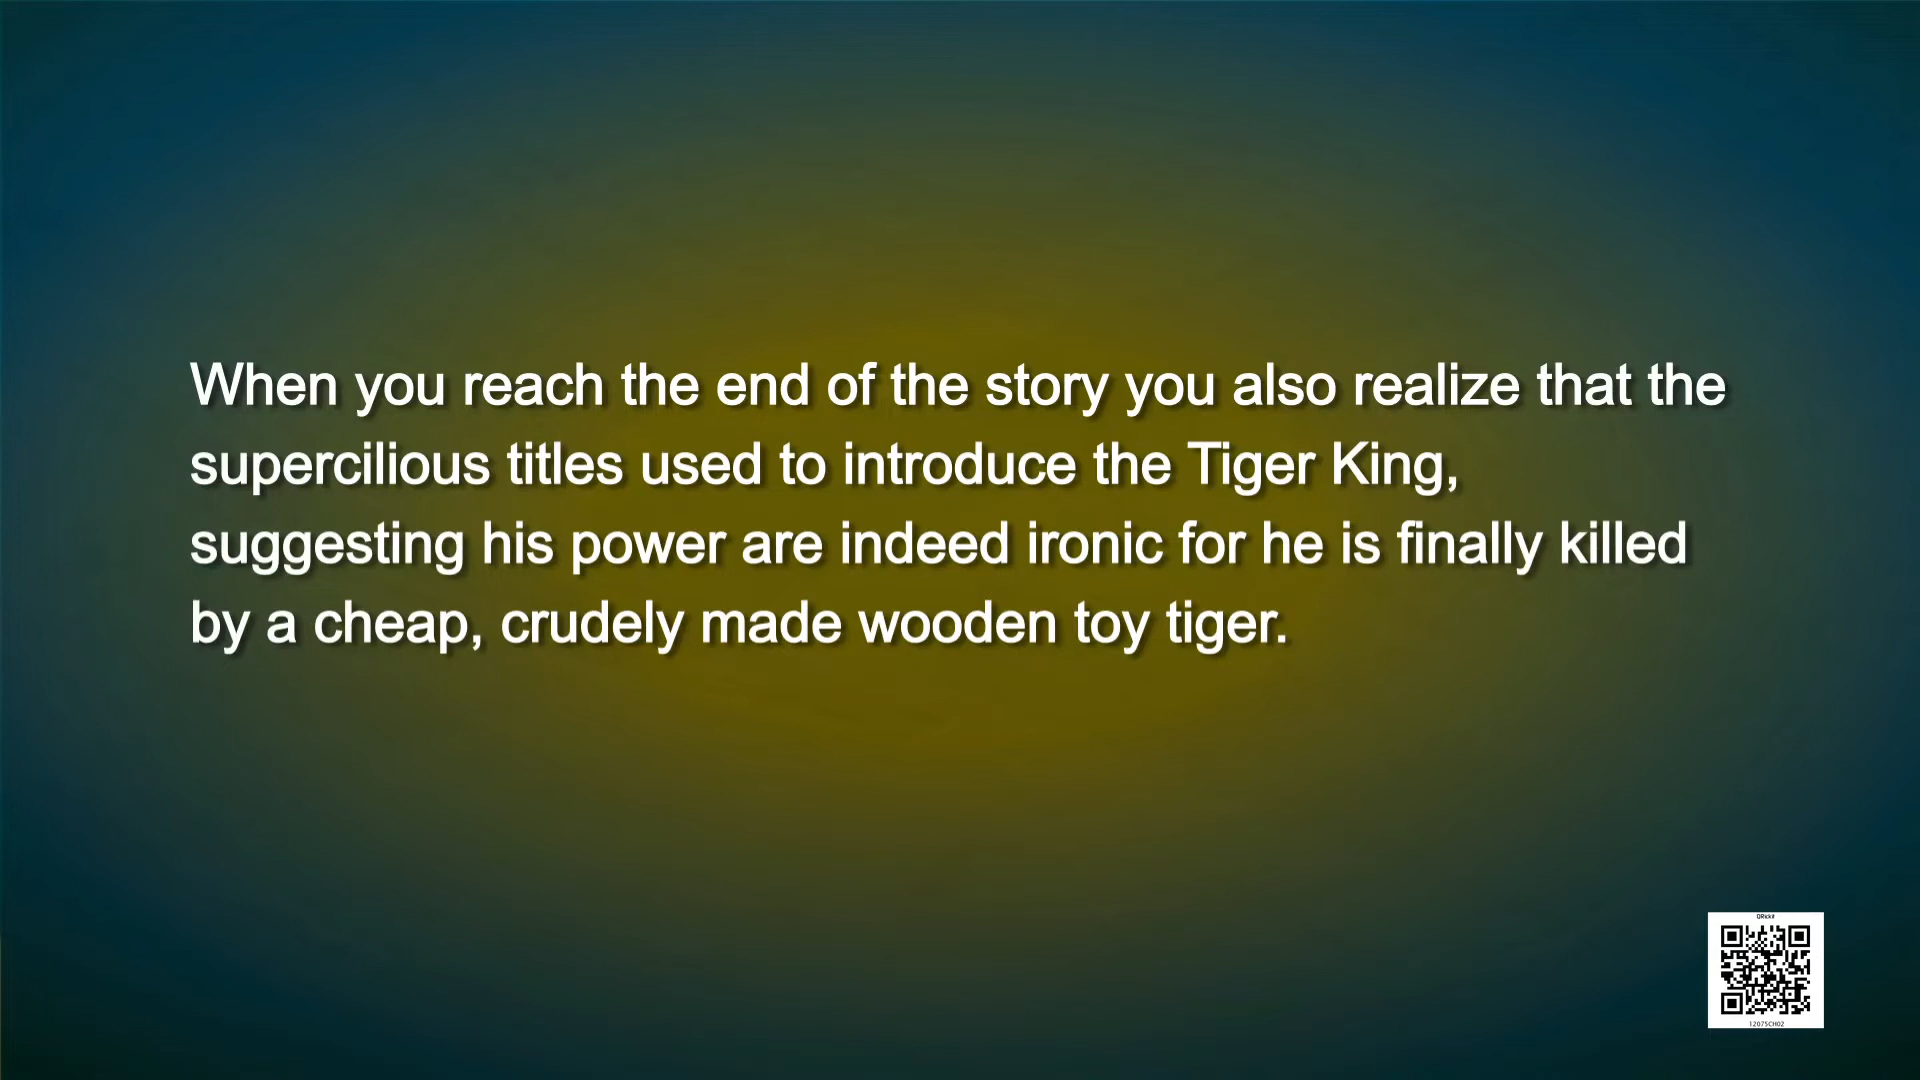 When you reach the end of the story you also realize that the
supercilious titles used to introduce the Tiger King,
suggesting his power are indeed ironic for he is finally killed
by a cheap, crudely made wooden toy tiger.
QRickit
12075CH02